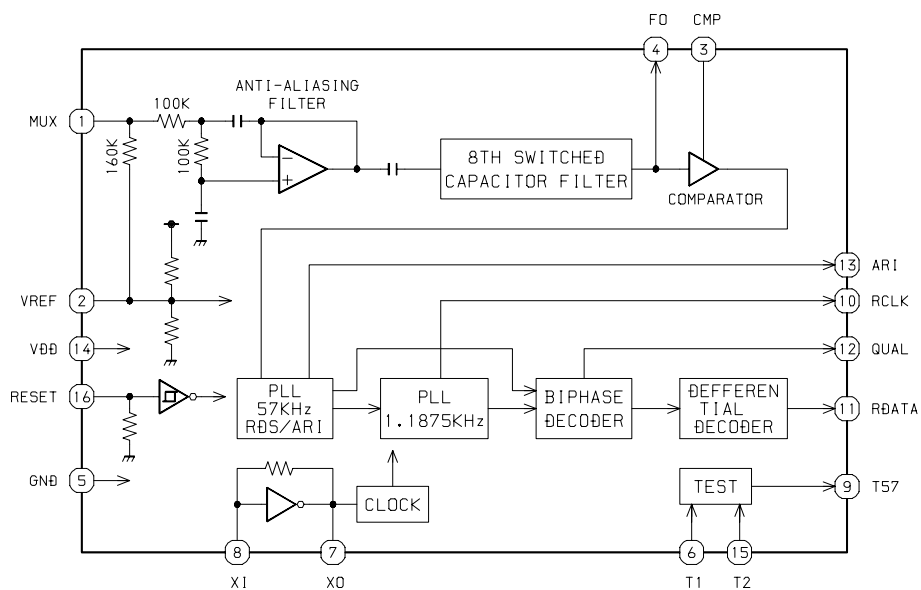 FO CMP
4 3
ANTI-ALIASING
FILTER
100K
MUX 1
160K
100K
−
+
8TH SWITCHED
CAPACITOR FILTER
COMPARATOR
13 ARI
VREF 2
10 RCLK
VDD 14
12 QUAL
RESET 16
PLL
57KHz
RDS/ARI
PLL
1.1875KHz
BIPHASE
DECODER
DEFFEREN
TIAL
DECODER
11 RDATA
GND 5
CLOCK
TEST
9 T57
8 7 6 15
XI XO T1 T2